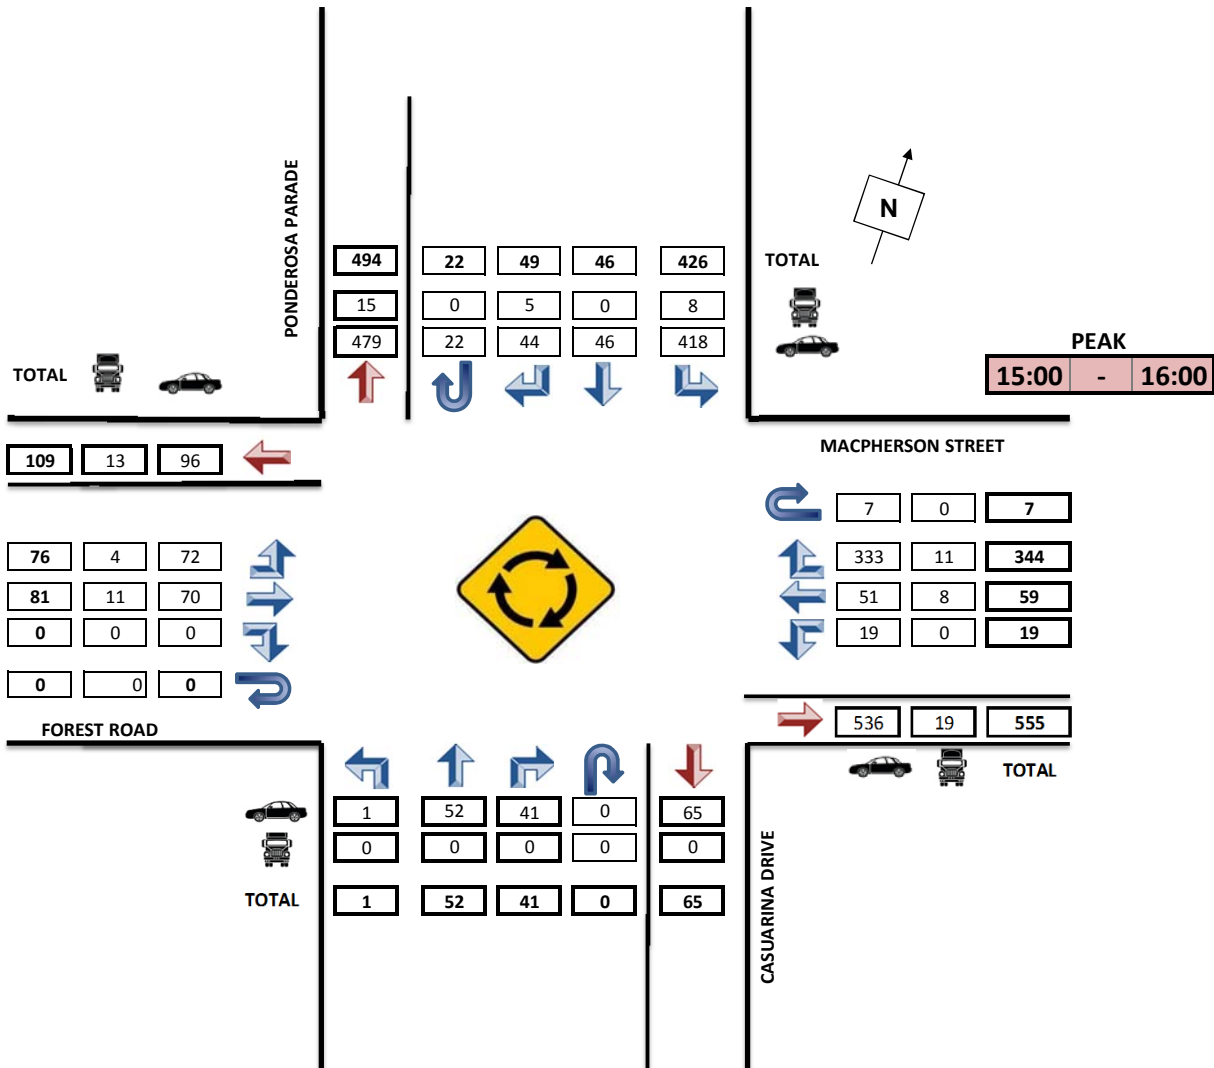 PONDEROSA PARADE
N
494 22 49 46 426
TOTAL
15 0 5 0 8
479 22 44 46 418
PEAK
15:00 - 16:00
TOTAL
109 13 96
MACPHERSON STREET
7 0 7
76 4 72
333 11 344
81 11 70
51 8 59
0 0 0
19 0 19
0 0 0
FOREST ROAD
536 19 555
TOTAL
1 52 41 0 65
0 0 0 0 0
TOTAL
1 52 41 0 65
CASUARINA DRIVE